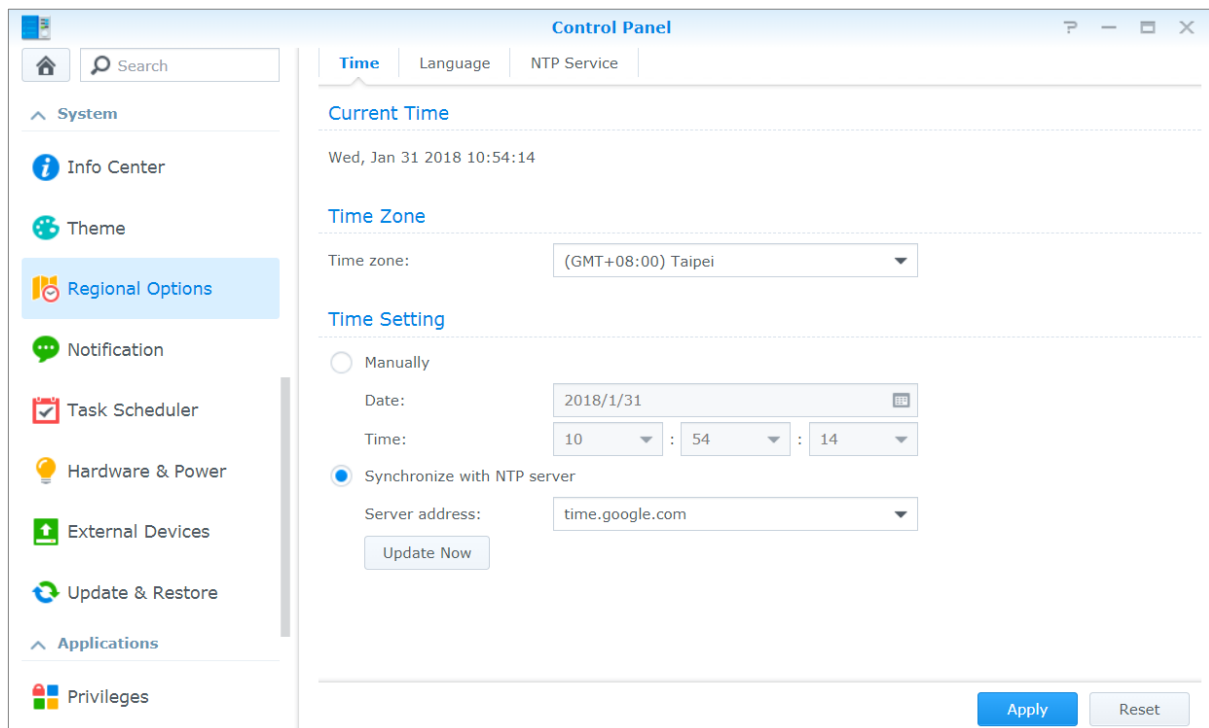 Control Panel
Search
System
Info Center
Theme
Regional Options
Notification
Task Scheduler
Hardware & Power
External Devices
Update & Restore
Applications
Privileges
Time Language NTP Service
Current Time
Wed, Jan 31 2018 10:54:14
Time Zone
Time zone: (GMT+08:00) Taipei
Time Setting
Manually
Date: 2018/1/31
Time: 10 : 54 : 14
Synchronize with NTP server
Server address: time.google.com
Update Now
Apply Reset